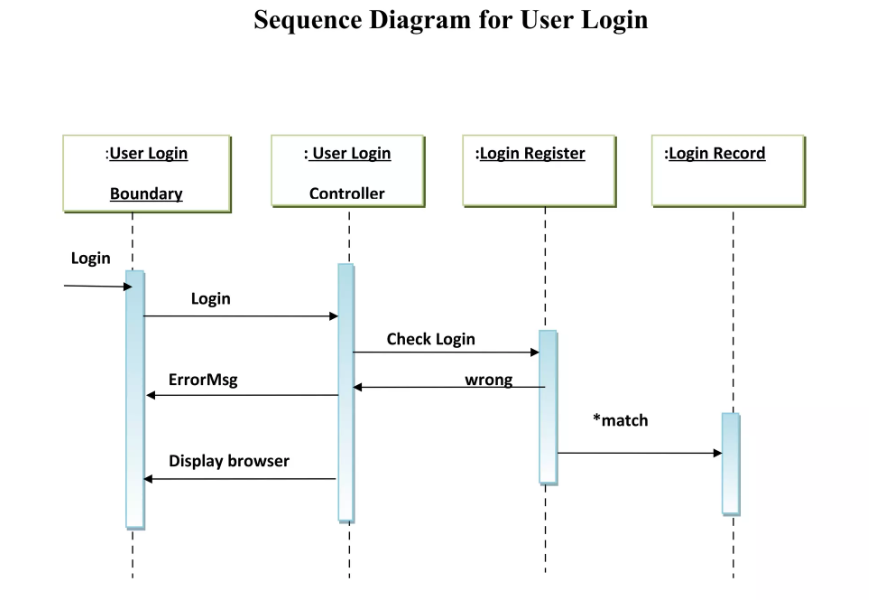 Sequence Diagram for User Login
:User Login
Boundary
: User Login
Controller
:Login Register
:Login Record
Login
Login
Check Login
ErrorMsg
wrong
*match
Display browser